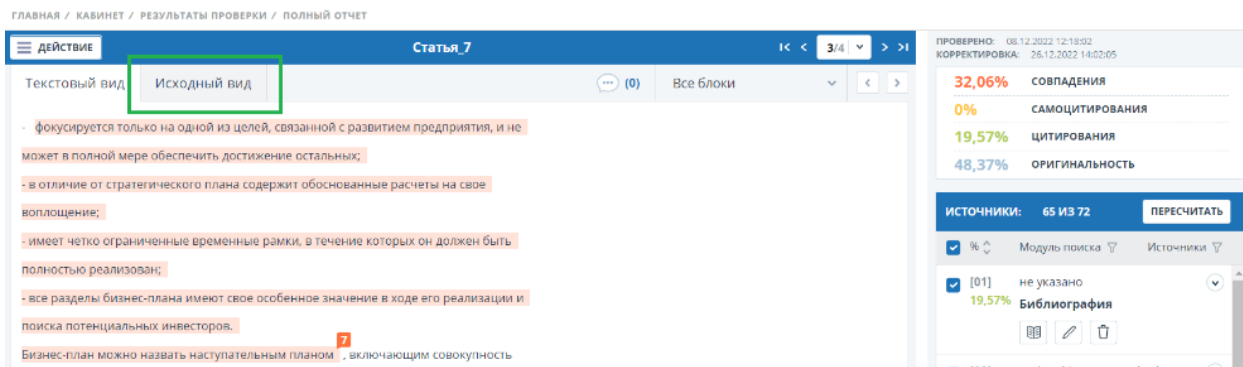 ГЛАВНАЯ / КАБИНЕТ / РЕЗУЛЬТАТЫ ПРОВЕРКИ / ПОЛНЫЙ ОТЧЕТ
ДЕЙСТВИЕ
Статья_7
3/4
Текстовый вид
Исходный вид
(0)
Все блоки
- фокусируется только на одной из целей, связанной с развитием предприятия, и не
может в полной мере обеспечить достижение остальных;
- в отличие от стратегического плана содержит обоснованные расчеты на свое
воплощение;
- имеет четко ограниченные временные рамки, в течение которых он должен быть
полностью реализован;
- все разделы бизнес-плана имеют свое особенное значение в ходе его реализации и
поиска потенциальных инвесторов.
7
Бизнес-план можно назвать наступательным планом , включающим совокупность
ПРОВЕРЕНО: 08.12.2022 12:18:02
КОРРЕКТИРОВКА: 26.12.2022 14:02:05
32,06% СОВПАДЕНИЯ
0% САМОЦИТИРОВАНИЯ
19,57% ЦИТИРОВАНИЯ
48,37% ОРИГИНАЛЬНОСТЬ
ИСТОЧНИКИ: 65 ИЗ 72 ПЕРЕСЧИТАТЬ
% Модуль поиска Источники
[01] не указано
19,57% Библиография